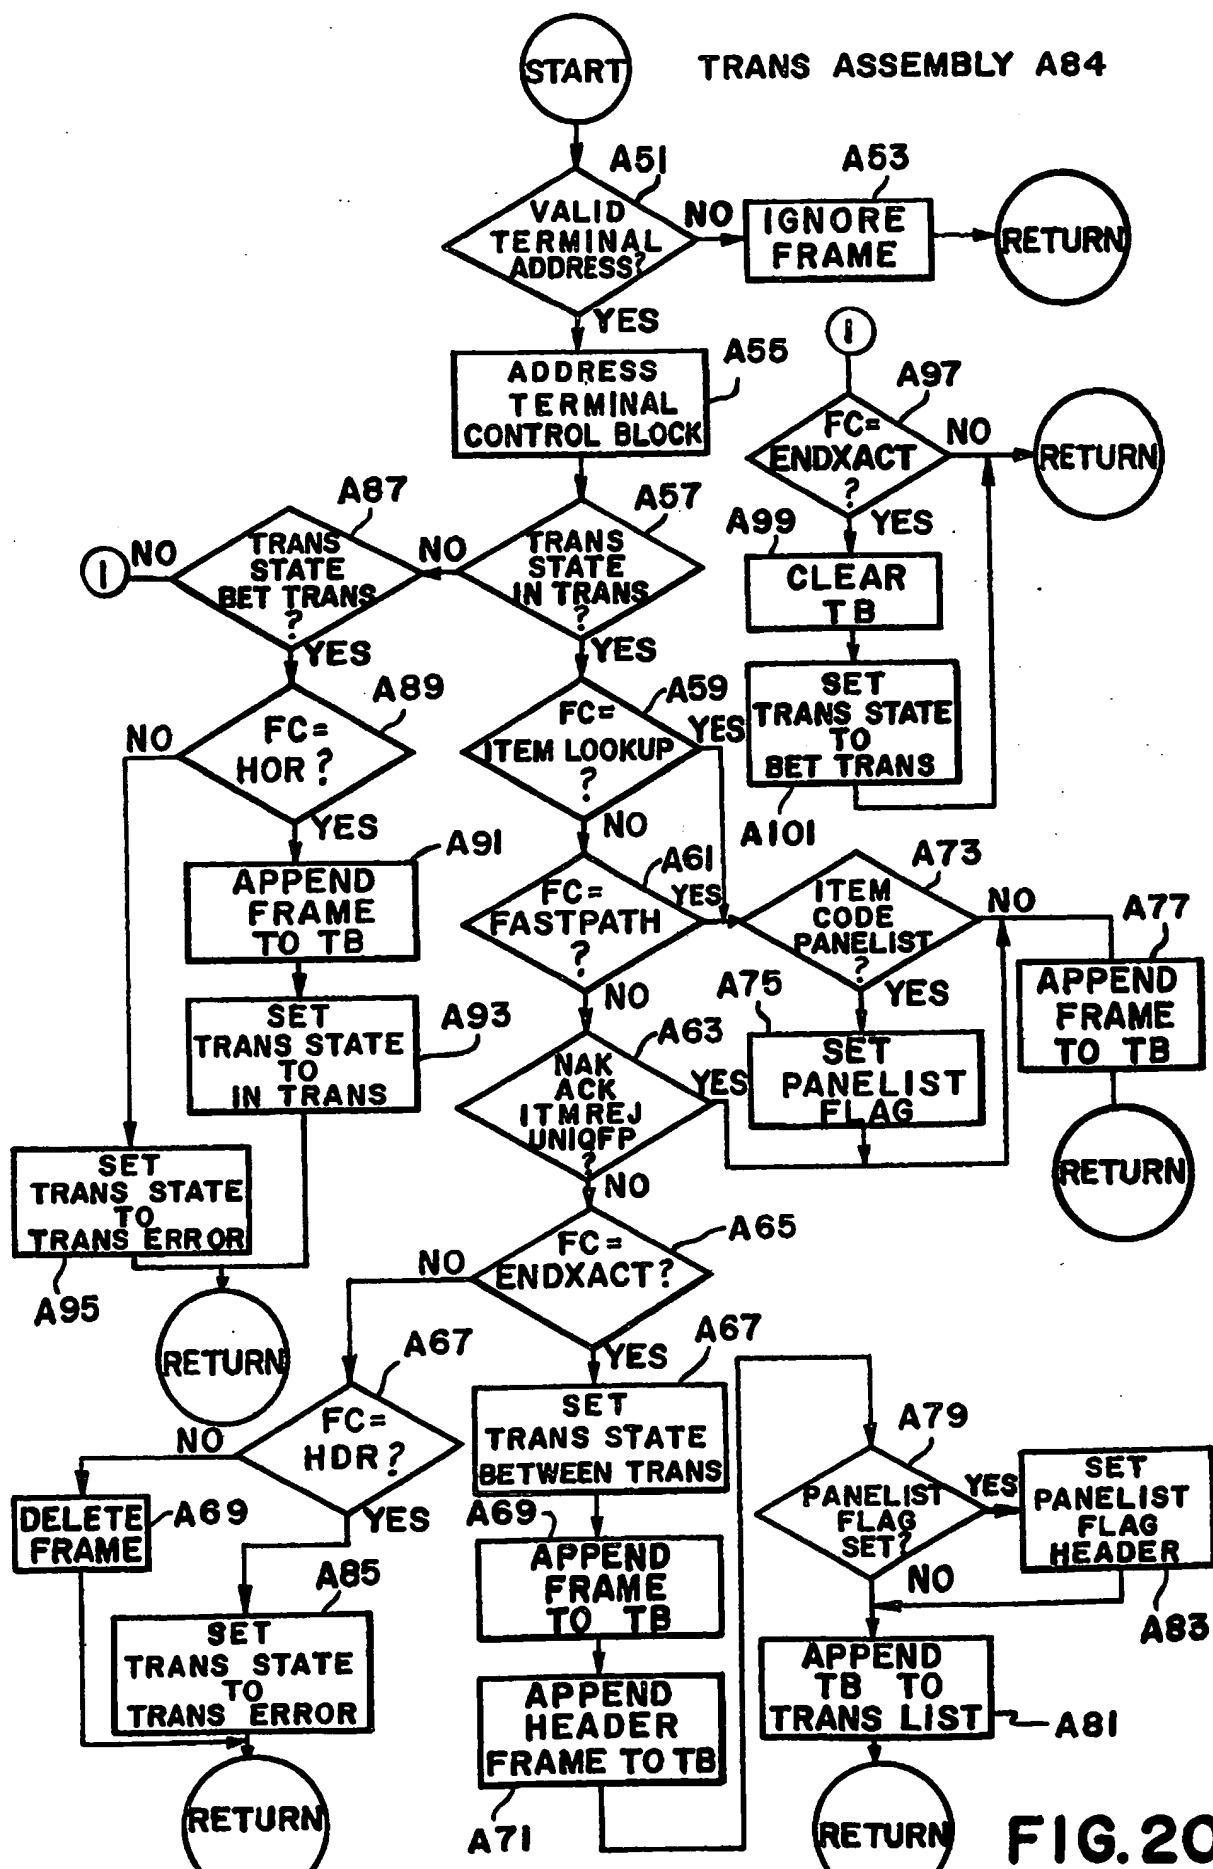 START
TRANS ASSEMBLY A84
A51
VALID
TERMINAL
ADDRESS?
NO
A53
IGNORE
FRAME
RETURN
YES
A55
ADDRESS
TERMINAL
CONTROL BLOCK
1
A97
FC=
ENDXACT
?
NO
RETURN
YES
A99
CLEAR
TB
SET
TRANS STATE
TO
BET TRANS
A101
A87
TRANS
STATE
BET TRANS
?
NO
1
NO
A57
TRANS
STATE
IN TRANS
?
YES
YES
A89
FC=
HOR?
NO
YES
A59
FC=
ITEM LOOKUP
?
YES
NO
A91
APPEND
FRAME
TO TB
A61
FC=
FASTPATH
?
YES
NO
A73
ITEM
CODE
PANELIST
?
NO
YES
A77
APPEND
FRAME
TO TB
RETURN
A75
SET
PANELIST
FLAG
A93
SET
TRANS STATE
TO
IN TRANS
A63
NAK
ACK
ITMREJ
UNIQFP
?
YES
NO
SET
TRANS STATE
TO
TRANS ERROR
A95
RETURN
A65
FC=
ENDXACT?
NO
YES
A67
FC=
HDR?
NO
YES
A67
SET
TRANS STATE
BETWEEN TRANS
DELETE
FRAME
A69
A69
APPEND
FRAME
TO TB
A85
SET
TRANS STATE
TO
TRANS ERROR
RETURN
APPEND
HEADER
FRAME TO TB
A71
A79
PANELIST
FLAG
SET?
YES
NO
SET
PANELIST
FLAG
HEADER
A83
APPEND
TB TO
TRANS LIST
A81
RETURN
FIG. 20